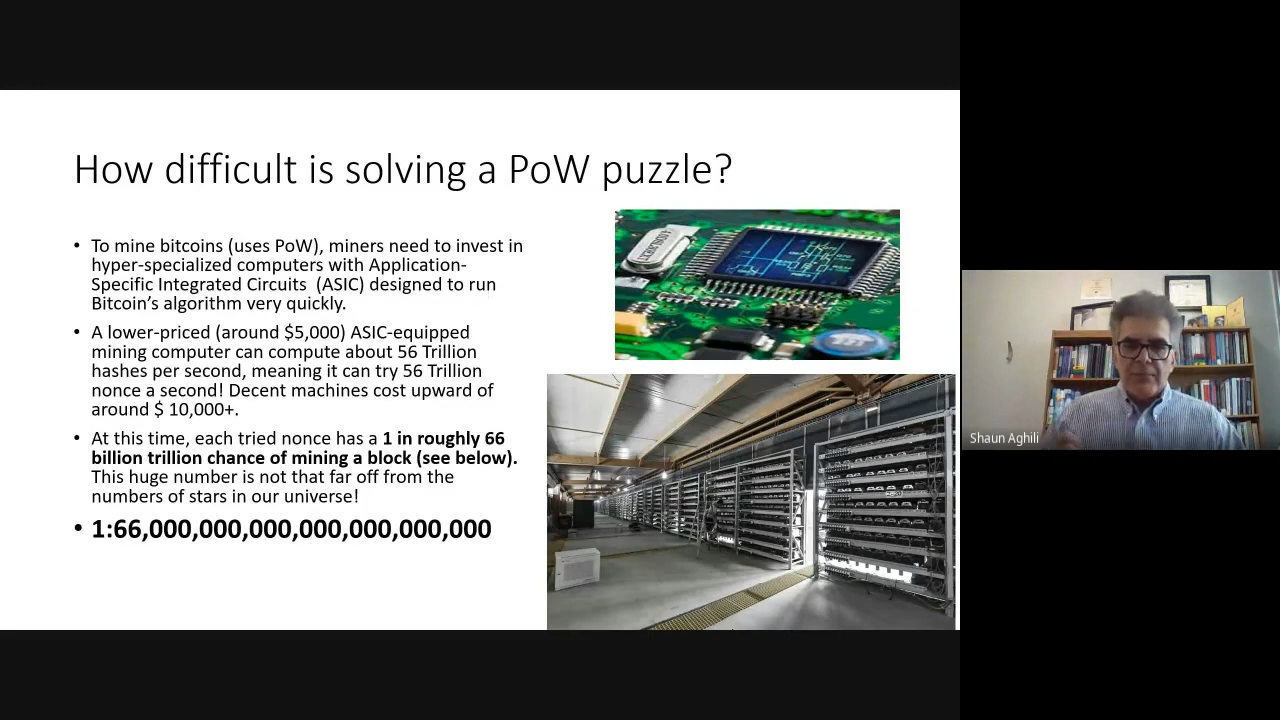 How difficult is solving a PoW puzzle?
• To mine bitcoins (uses PoW), miners need to invest in
hyper-specialized computers with Application-
Specific Integrated Circuits (ASIC) designed to run
Bitcoin's algorithm very quickly.
• A lower-priced (around $5,000) ASIC-equipped
mining computer can compute about 56 Trillion
hashes per second, meaning it can try 56 Trillion
nonce a second! Decent machines cost upward of
around $ 10,000+.
• At this time, each tried nonce has a 1 in roughly 66
billion trillion chance of mining a block (see below).
This huge number is not that far off from the
numbers of stars in our universe!
• 1:66,000,000,000,000,000,000,000
Shaun Aghili